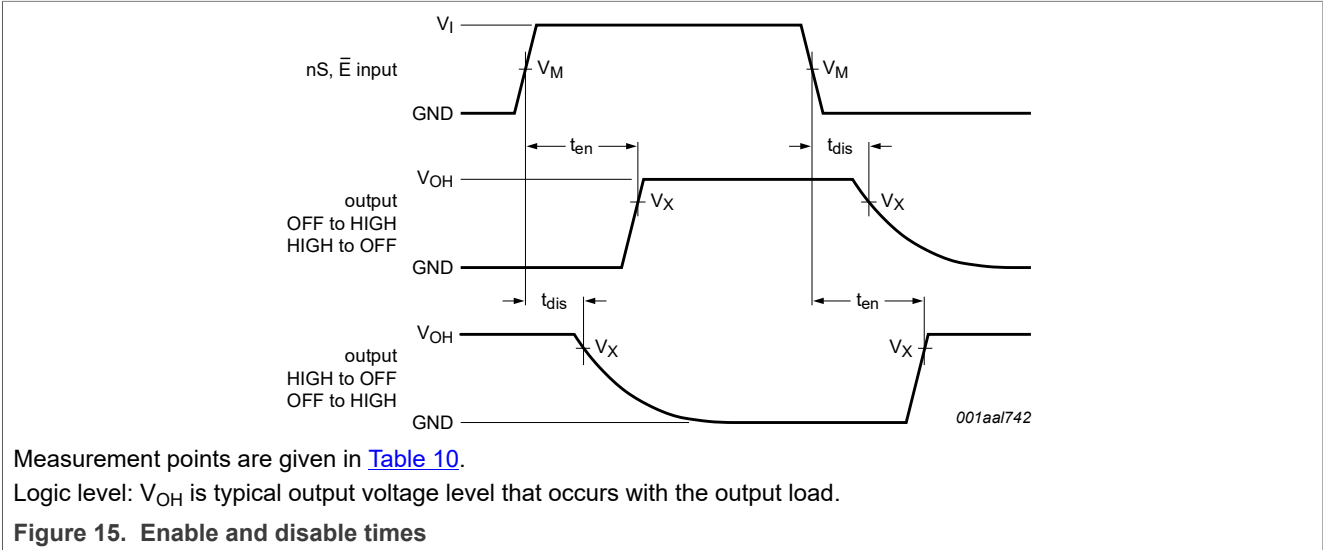 V_I
nS, Ē input
V_M
V_M
GND
t_en
t_dis
V_OH
output
OFF to HIGH
HIGH to OFF
V_X
V_X
GND
t_dis
t_en
V_OH
output
HIGH to OFF
OFF to HIGH
V_X
V_X
GND
001aal742
Measurement points are given in Table 10.
Logic level: V_OH is typical output voltage level that occurs with the output load.
Figure 15. Enable and disable times